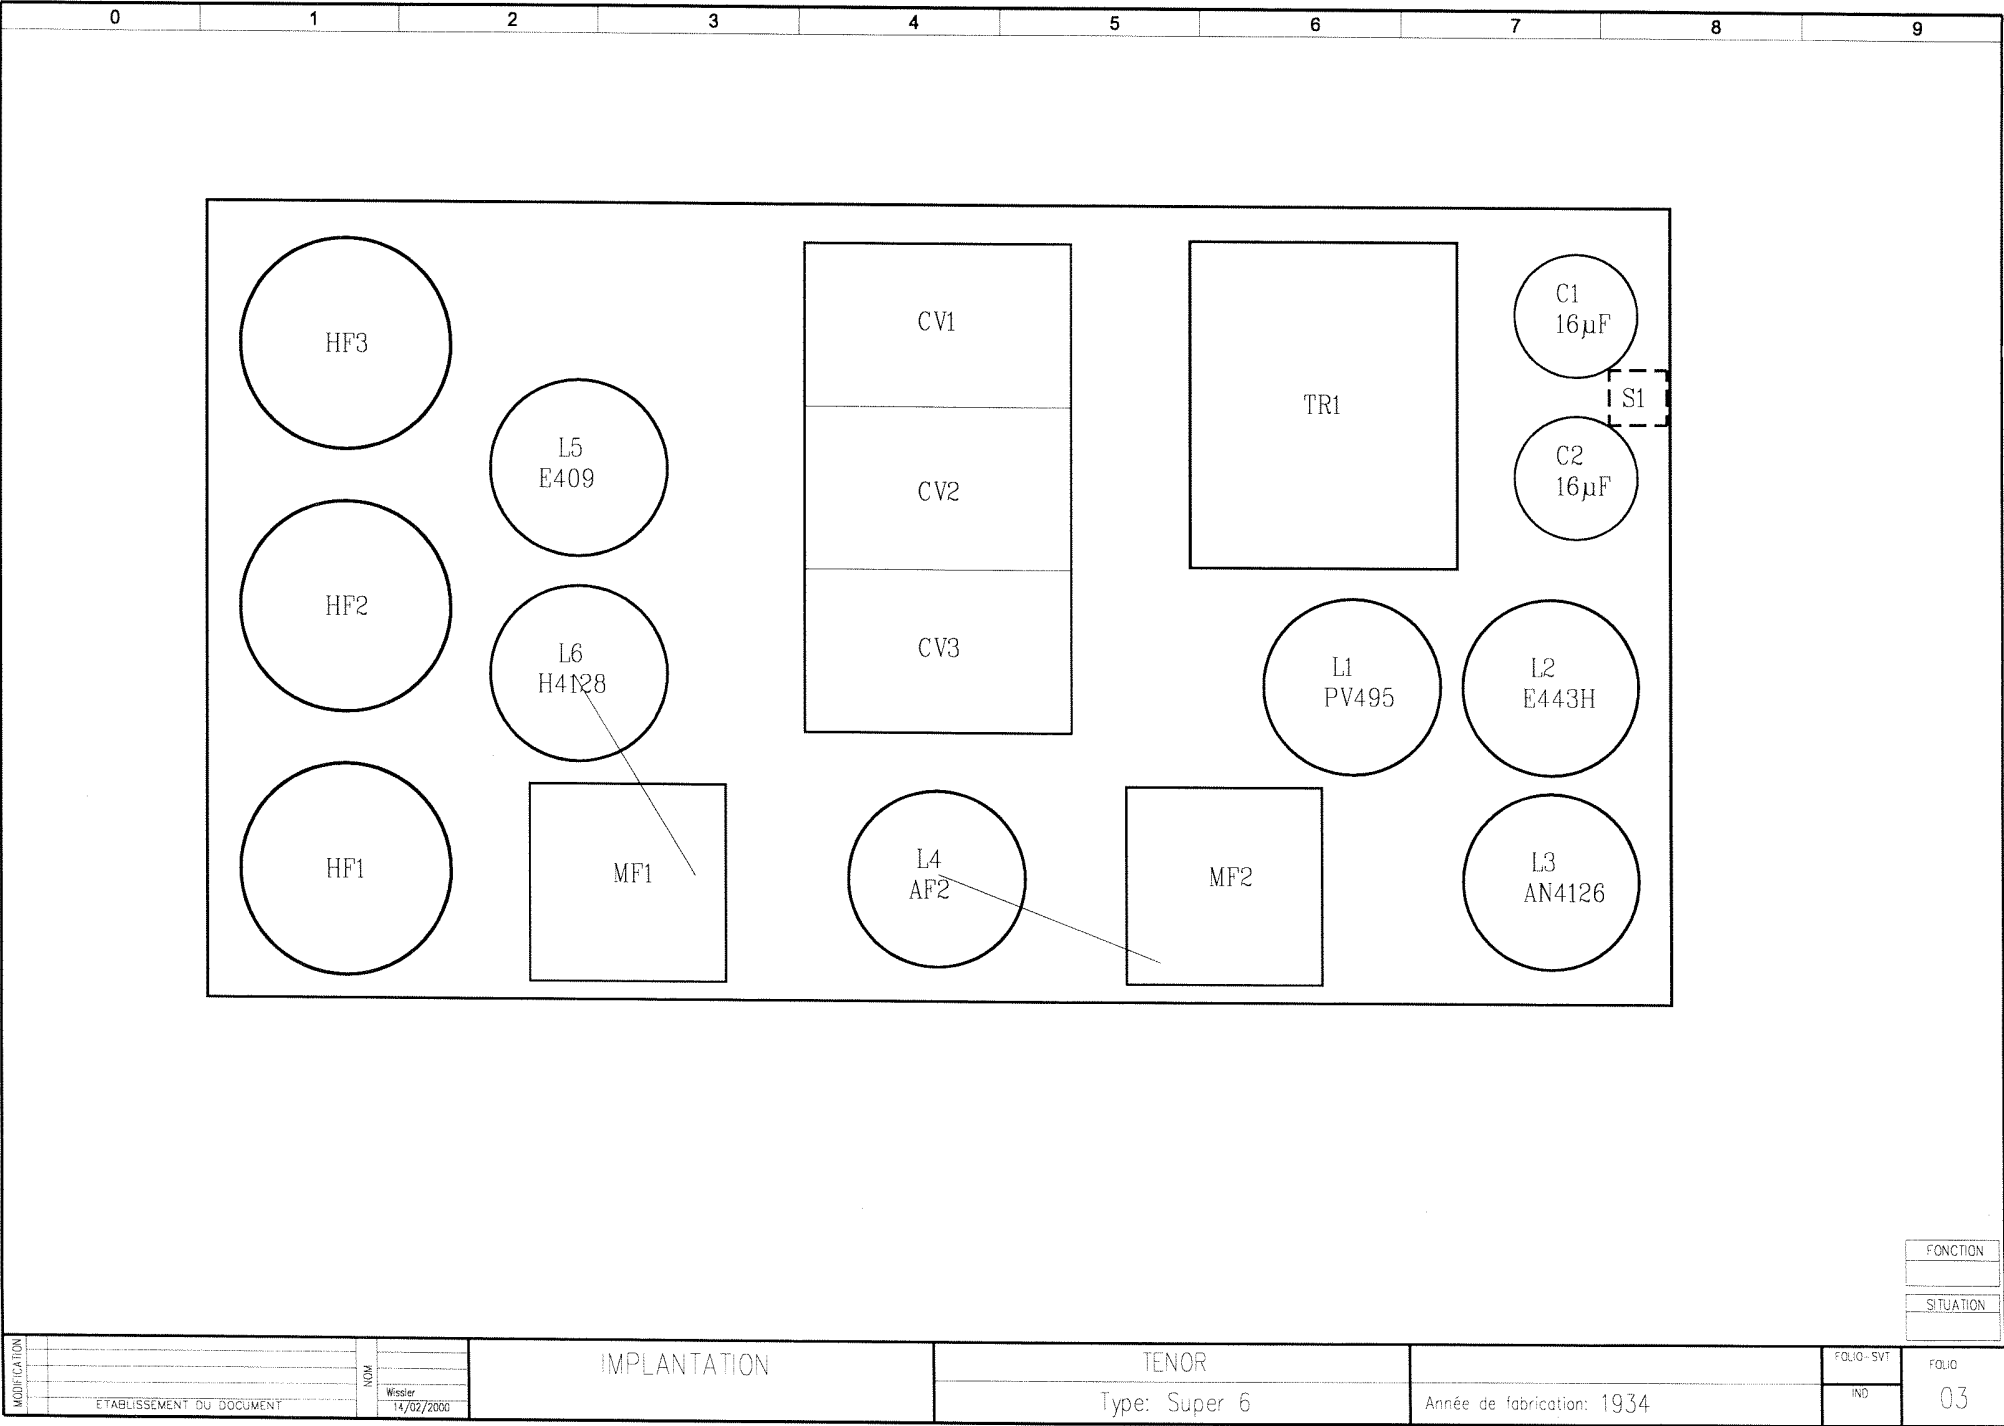 0 1 2 3 4 5 6 7 8 9
HF3
CV1
C1
16µF
TR1
S1
L5
E409
C2
16µF
CV2
HF2
L6
H4128
CV3
L1
PV495
L2
E443H
HF1
MF1
L4
AF2
MF2
L3
AN4126
FONCTION
SITUATION
MODIFICATION
ETABLISSEMENT DU DOCUMENT
NOM
Wissler
14/02/2000
IMPLANTATION
TENOR
Type: Super 6
Année de fabrication: 1934
FOLIO-SVT
IND
FOLIO
03